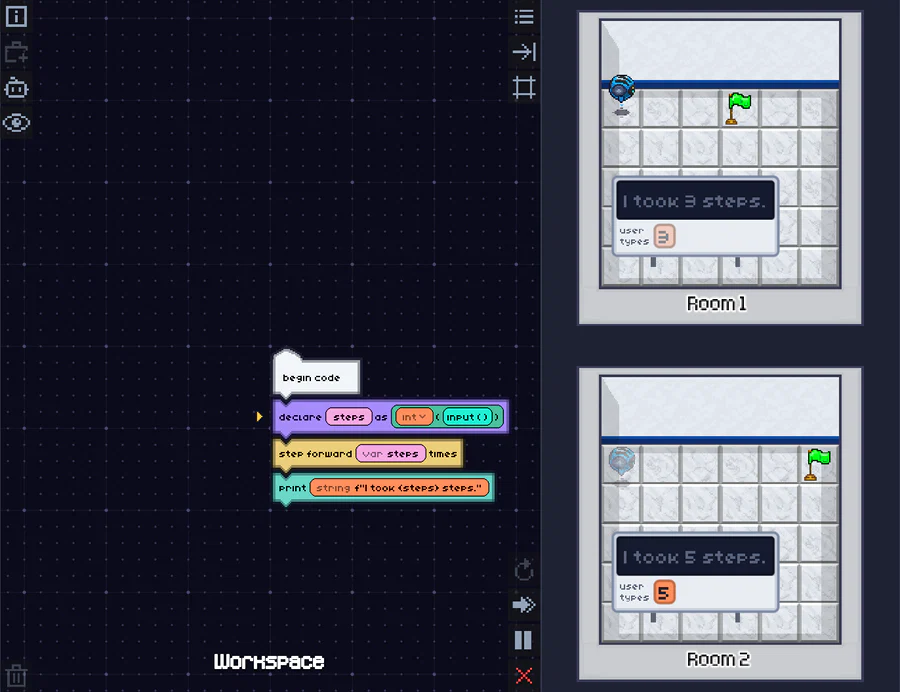 begin code
declare steps as int ( input () )
step forward var steps times
print string f"I took {steps} steps."
Workspace
I took 3 steps.
user types 3
Room 1
I took 5 steps.
user types 5
Room 2